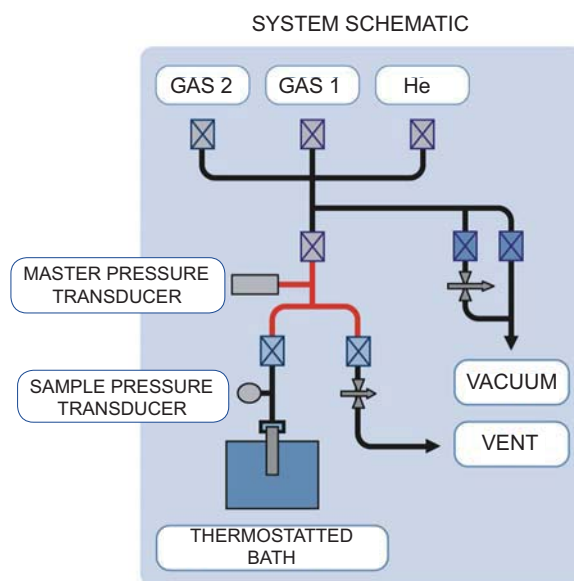 SYSTEM SCHEMATIC
GAS 2
GAS 1
He
MASTER PRESSURE
TRANSDUCER
SAMPLE PRESSURE
TRANSDUCER
VACUUM
VENT
THERMOSTATTED
BATH